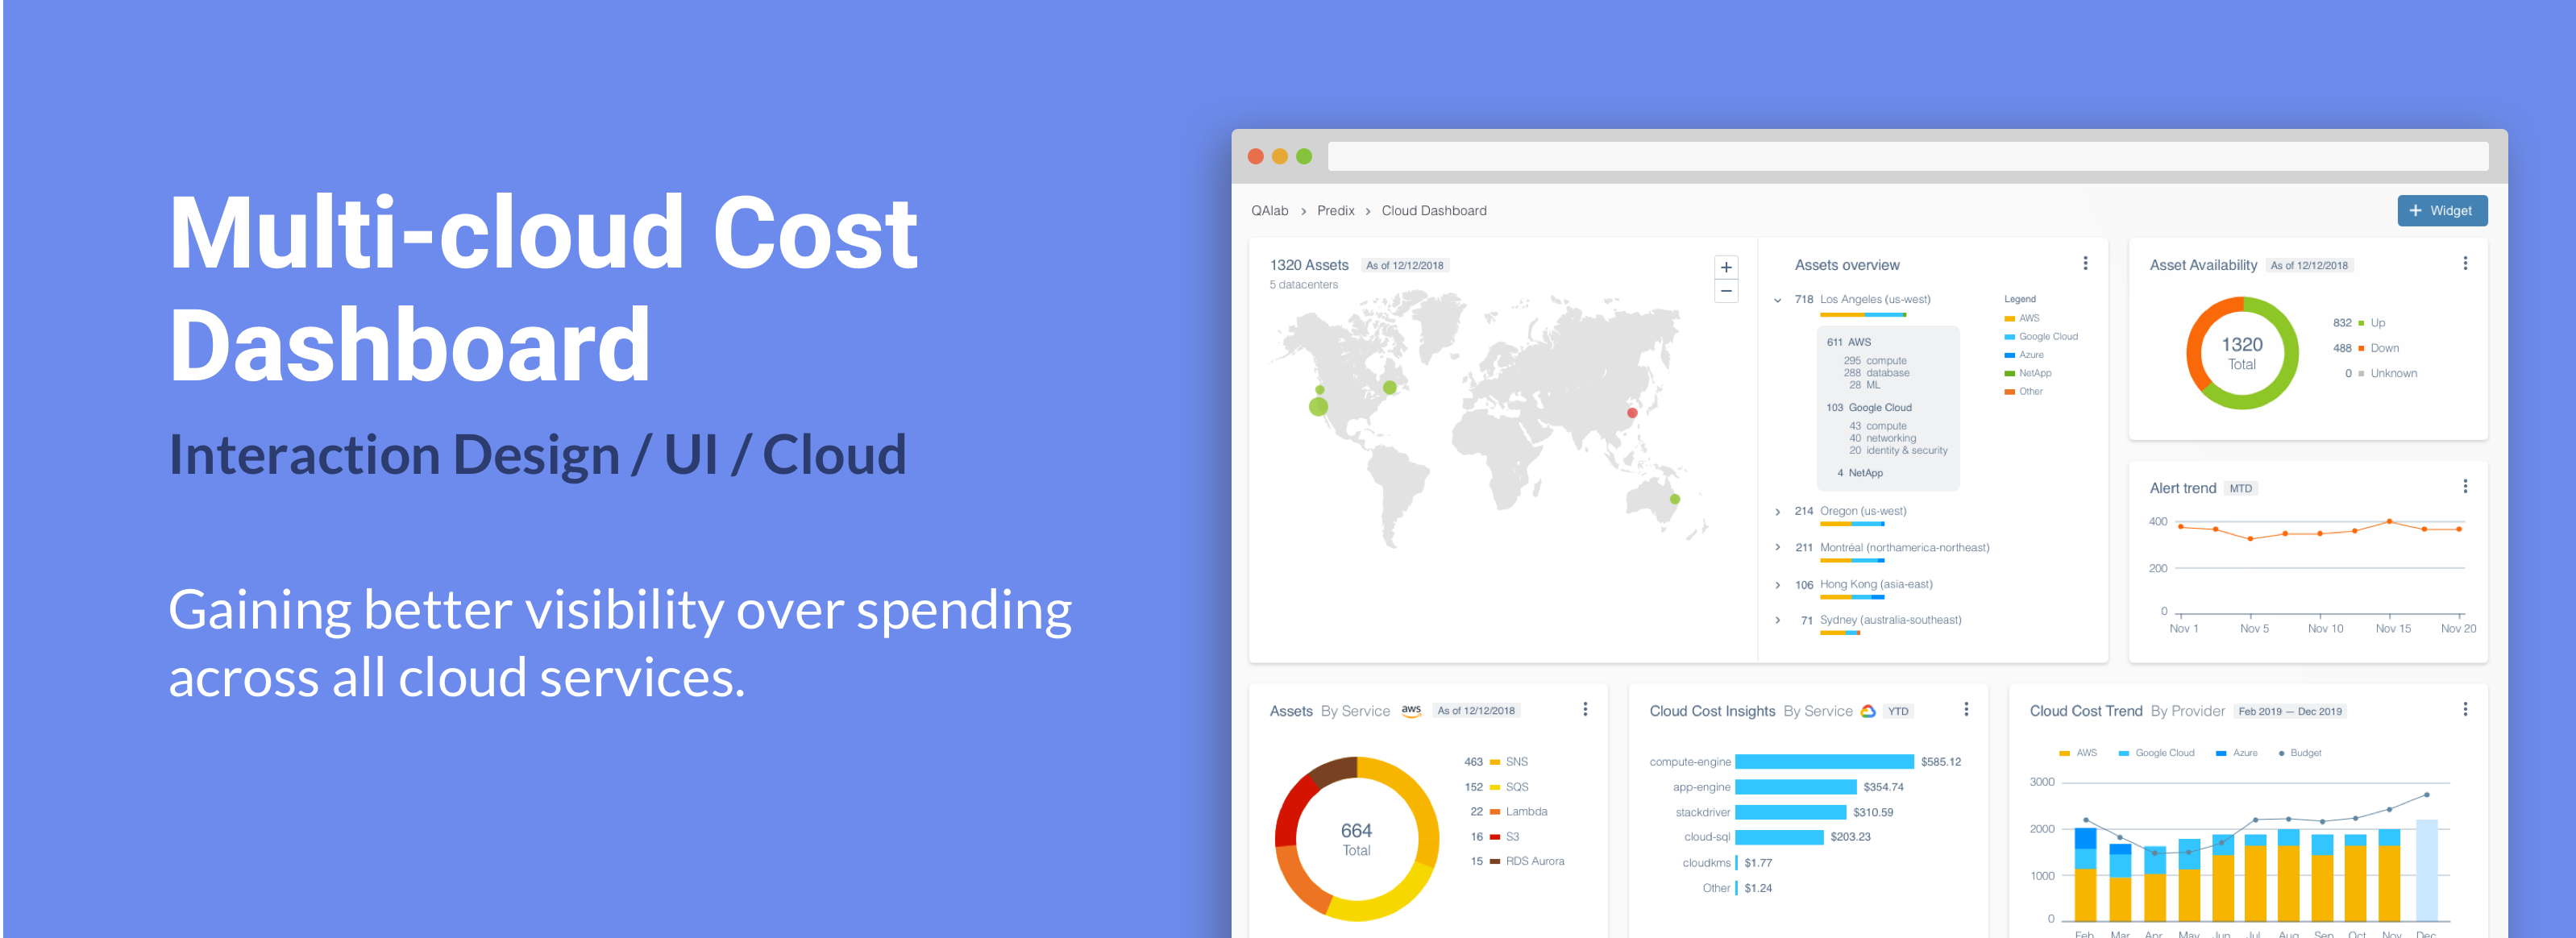 Multi-cloud Cost
Dashboard
Interaction Design / UI / Cloud
Gaining better visibility over spending
across all cloud services.
QAlab > Predix > Cloud Dashboard
+ Widget
1320 Assets As of 12/12/2018
5 datacenters
+
−
Assets overview
718 Los Angeles (us-west)
611 AWS
295 compute
288 database
28 ML
103 Google Cloud
43 compute
40 networking
20 identity & security
4 NetApp
214 Oregon (us-west)
211 Montréal (northamerica-northeast)
106 Hong Kong (asia-east)
71 Sydney (australia-southeast)
Legend
AWS
Google Cloud
Azure
NetApp
Other
Asset Availability As of 12/12/2018
1320
Total
832 Up
488 Down
0 Unknown
Alert trend MTD
400
200
0
Nov 1 Nov 5 Nov 10 Nov 15 Nov 20
Assets By Service aws As of 12/12/2018
664
Total
463 SNS
152 SQS
22 Lambda
16 S3
15 RDS Aurora
Cloud Cost Insights By Service YTD
compute-engine $585.12
app-engine $354.74
stackdriver $310.59
cloud-sql $203.23
cloudkms $1.77
Other $1.24
Cloud Cost Trend By Provider Feb 2019 — Dec 2019
AWS Google Cloud Azure Budget
3000
2000
1000
0
Feb Mar Apr May Jun Jul Aug Sep Oct Nov Dec